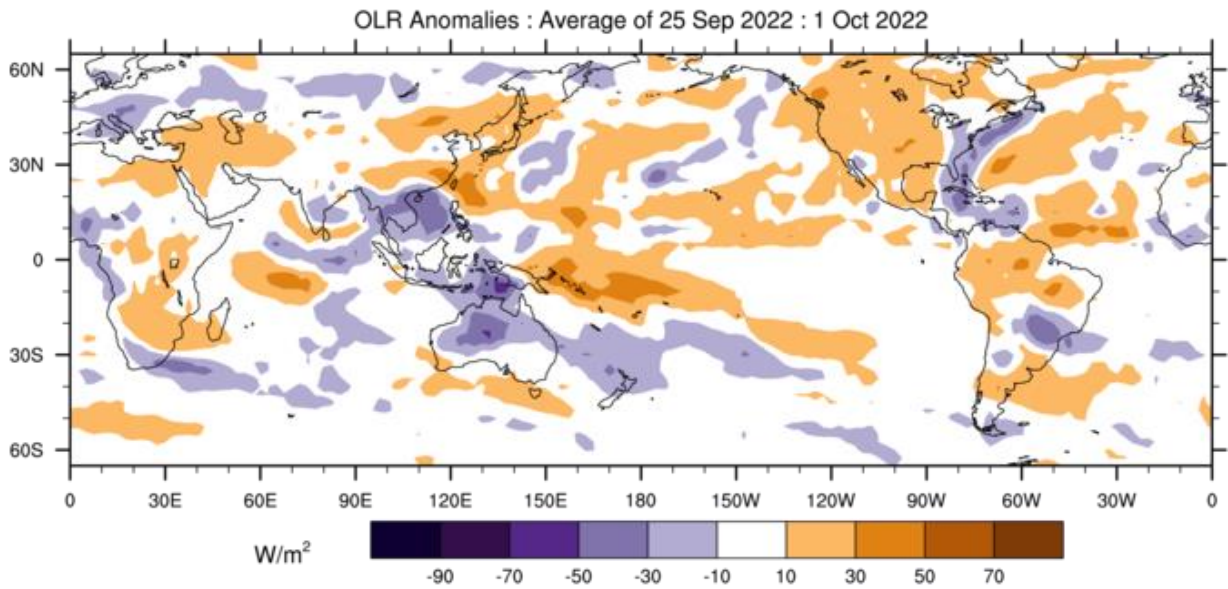 OLR Anomalies : Average of 25 Sep 2022 : 1 Oct 2022
60N
30N
0
30S
60S
0 30E 60E 90E 120E 150E 180 150W 120W 90W 60W 30W 0
W/m²
-90 -70 -50 -30 -10 10 30 50 70